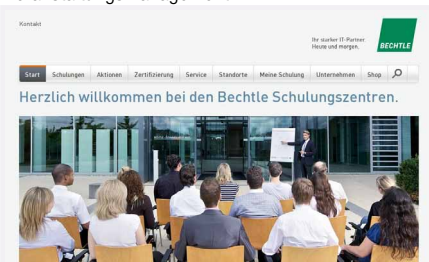 Kontakt
Ihr starker IT-Partner
Heute und morgen.
BECHTLE
Start Schulungen Aktionen Zertifizierung Service Standorte Meine Schulung Unternehmen Shop
Herzlich willkommen bei den Bechtle Schulungszentren.